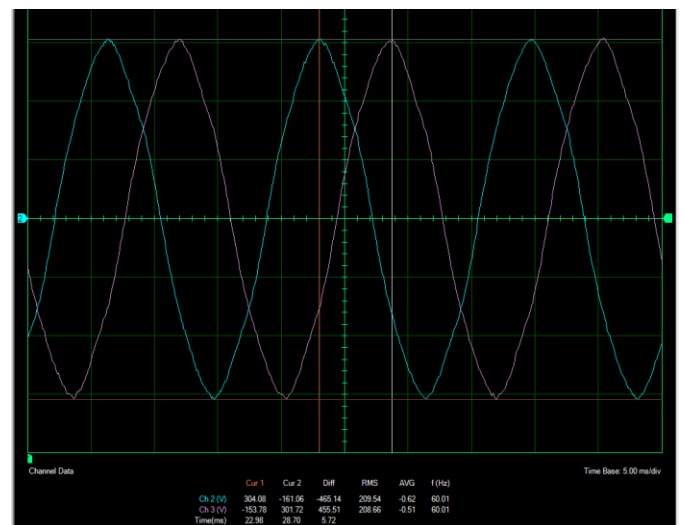 2
Channel Data
Time Base: 5.00 ms/div
Cur 1 Cur 2 Diff RMS AVG f (Hz)
Ch 2 (V) 304.08 -161.06 -465.14 209.54 -0.62 60.01
Ch 3 (V) -153.78 301.72 455.51 208.66 -0.51 60.01
Time(ms) 22.98 28.70 5.72